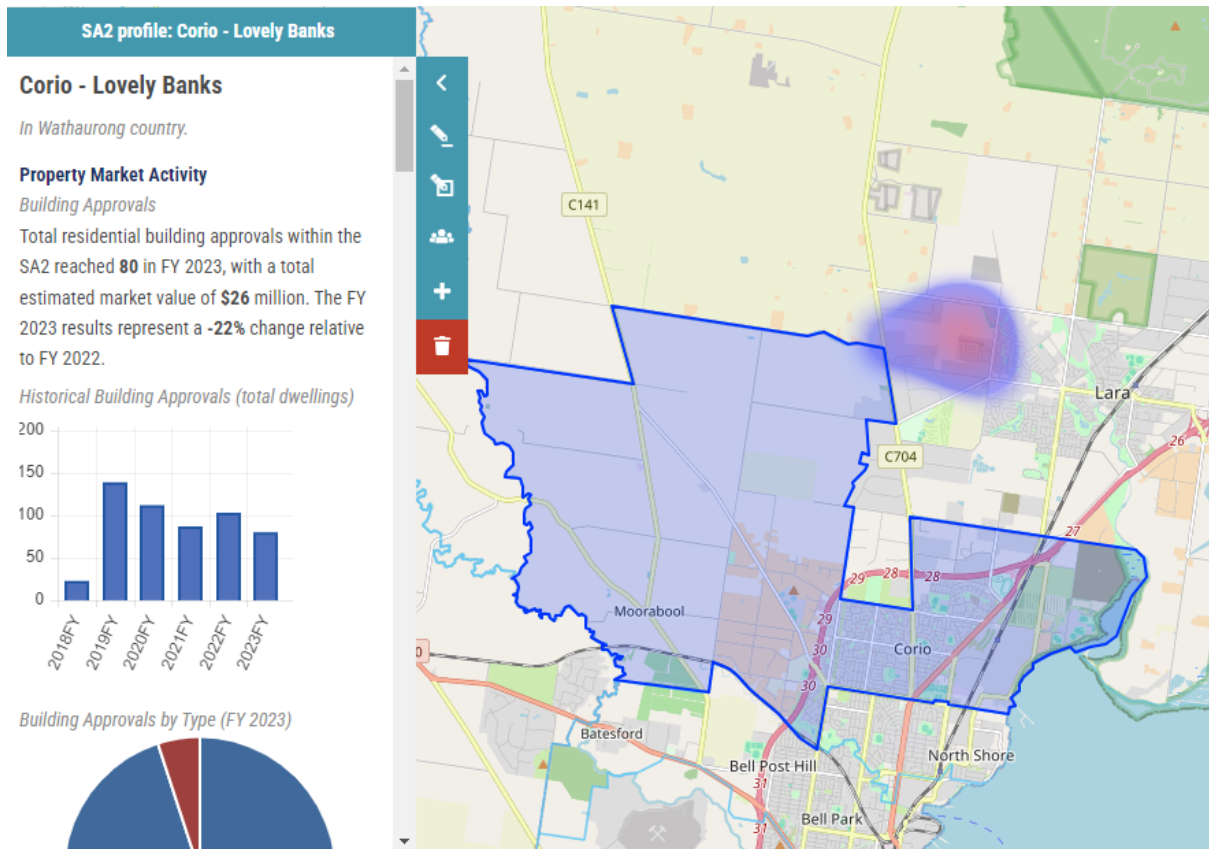 SA2 profile: Corio - Lovely Banks
Corio - Lovely Banks
In Wathaurong country.
Property Market Activity
Building Approvals
Total residential building approvals within the
SA2 reached 80 in FY 2023, with a total
estimated market value of $26 million. The FY
2023 results represent a -22% change relative
to FY 2022.
Historical Building Approvals (total dwellings)
200
150
100
50
0
2018FY
2019FY
2020FY
2021FY
2022FY
2023FY
Building Approvals by Type (FY 2023)
C141
Lara
26
C704
27
29
28
28
Moorabool
29
Corio
30
0
30
Batesford
North Shore
Bell Post Hill
31
Bell Park
31